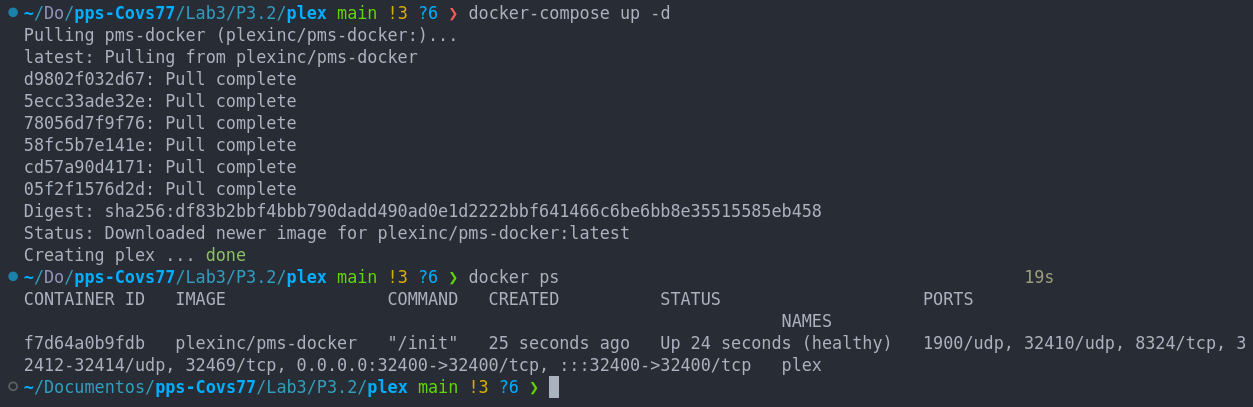 ~/Do/pps-Covs77/Lab3/P3.2/plex main !3 ?6 ❯ docker-compose up -d
Pulling pms-docker (plexinc/pms-docker:)...
latest: Pulling from plexinc/pms-docker
d9802f032d67: Pull complete
5ecc33ade32e: Pull complete
78056d7f9f76: Pull complete
58fc5b7e141e: Pull complete
cd57a90d4171: Pull complete
05f2f1576d2d: Pull complete
Digest: sha256:df83b2bbf4bbb790dadd490ad0e1d2222bbf641466c6be6bb8e35515585eb458
Status: Downloaded newer image for plexinc/pms-docker:latest
Creating plex ... done
~/Do/pps-Covs77/Lab3/P3.2/plex main !3 ?6 ❯ docker ps 19s
CONTAINER ID IMAGE COMMAND CREATED STATUS PORTS
NAMES
f7d64a0b9fdb plexinc/pms-docker "/init" 25 seconds ago Up 24 seconds (healthy) 1900/udp, 32410/udp, 8324/tcp, 3
2412-32414/udp, 32469/tcp, 0.0.0.0:32400->32400/tcp, :::32400->32400/tcp plex
~/Documentos/pps-Covs77/Lab3/P3.2/plex main !3 ?6 ❯